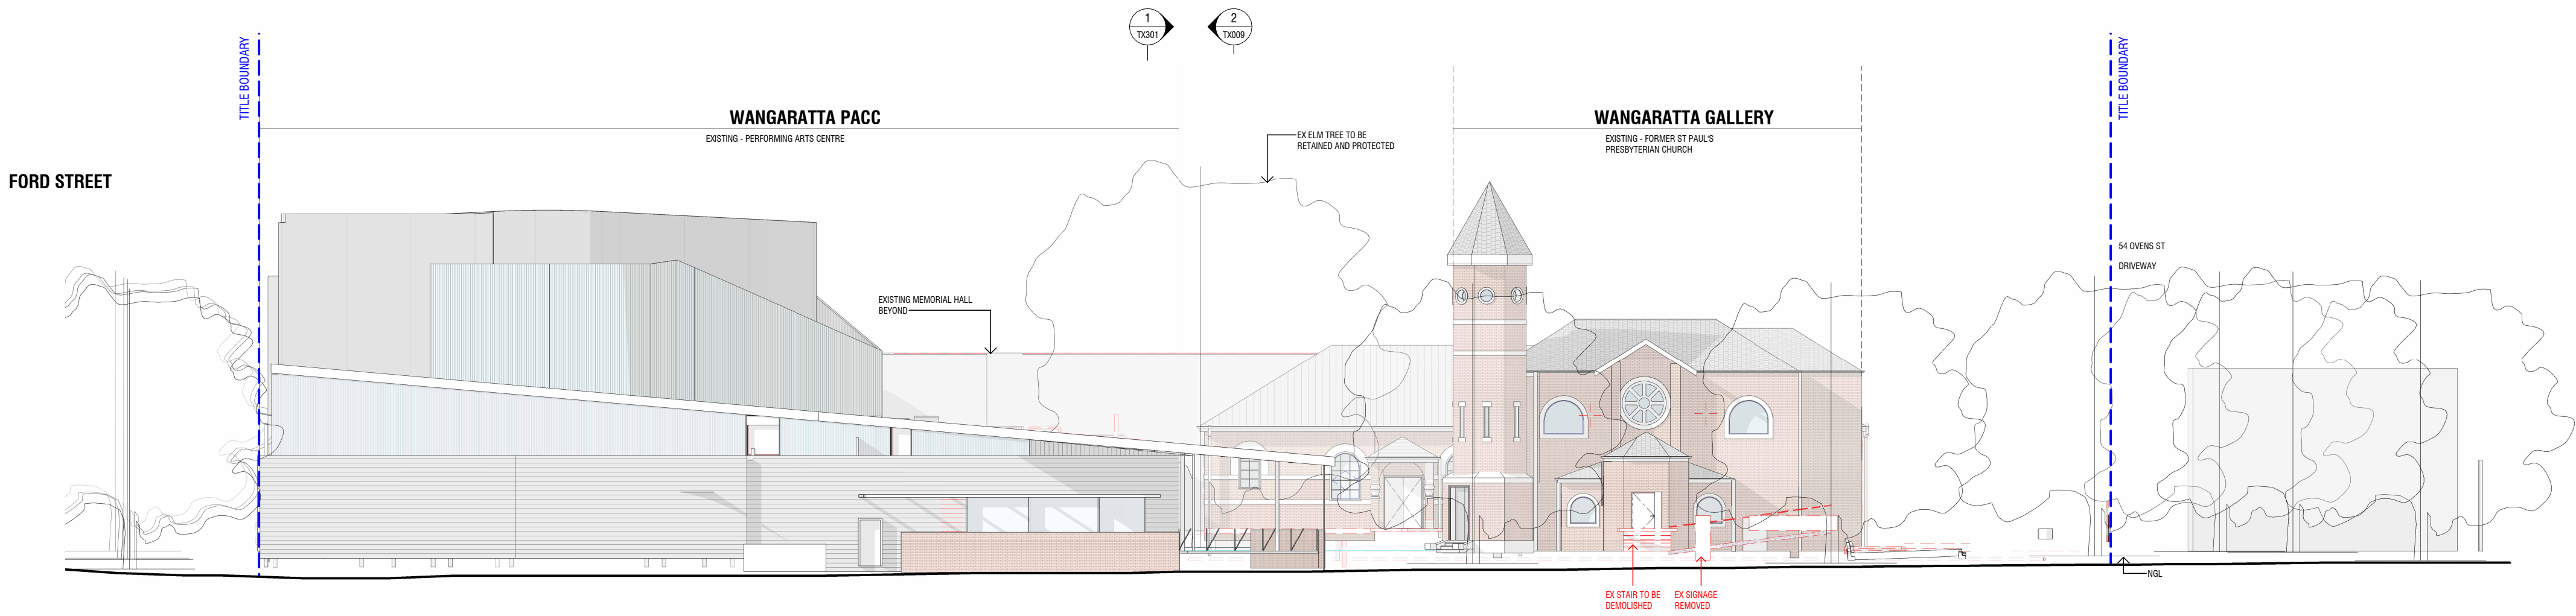 1
TX301
2
TX009
TITLE BOUNDARY
TITLE BOUNDARY
WANGARATTA PACC
EXISTING - PERFORMING ARTS CENTRE
EX ELM TREE TO BE
RETAINED AND PROTECTED
WANGARATTA GALLERY
EXISTING - FORMER ST PAUL'S
PRESBYTERIAN CHURCH
FORD STREET
54 OVENS ST
DRIVEWAY
EXISTING MEMORIAL HALL
BEYOND
NGL
EX STAIR TO BE
DEMOLISHED
EX SIGNAGE
REMOVED